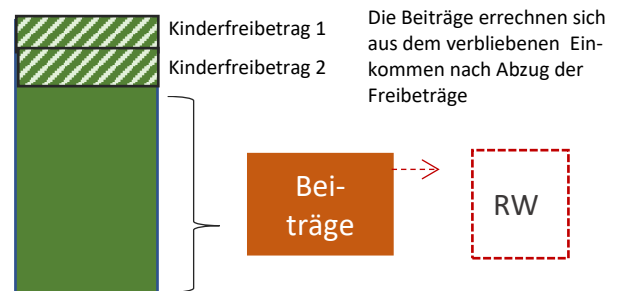 Kinderfreibetrag 1
Kinderfreibetrag 2
Die Beiträge errechnen sich
aus dem verbliebenen Ein-
kommen nach Abzug der
Freibeträge
Bei-
träge
RW